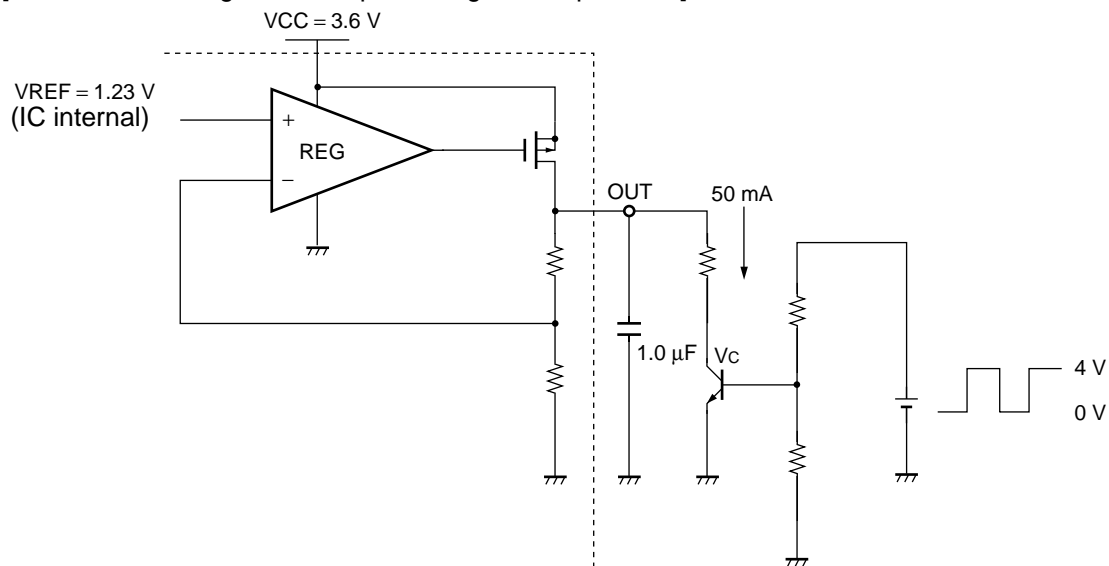 VCC = 3.6 V
VREF = 1.23 V
(IC internal)
+
REG
−
OUT
50 mA
1.0 μF
VC
4 V
0 V